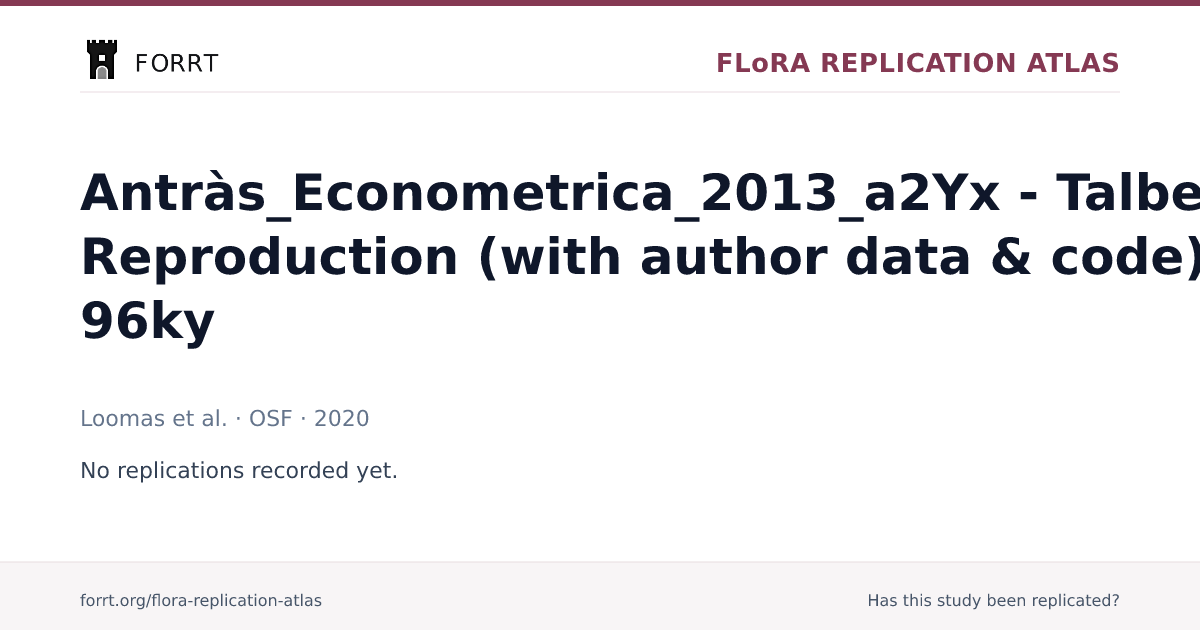 FORRT
FLoRA REPLICATION ATLAS
Antràs_Econometrica_2013_a2Yx - Talbe
Reproduction (with author data & code)
96ky
Loomas et al. · OSF · 2020
No replications recorded yet.
forrt.org/flora-replication-atlas
Has this study been replicated?